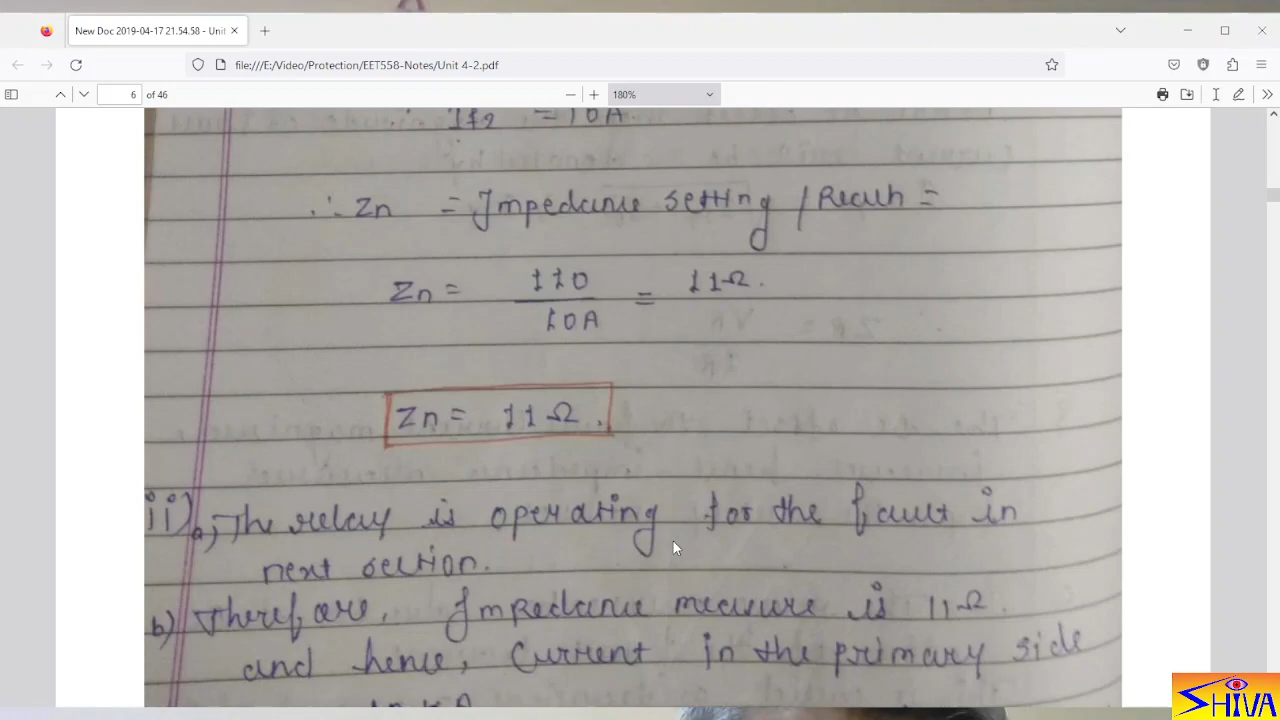 New Doc 2019-04-17 21.54.58 - Unit
file:///E:/Video/Protection/EET558-Notes/Unit 4-2.pdf
6 of 46
180%
If2 = 10A
∴ Zn = Impedance setting / Reach =
Zn = 110 / 10A = 11Ω.
Zn = 11Ω.
ii) a) The relay is operating for the fault in
next section.
b) Therefore, Impedance measure is 11Ω.
and hence, Current in the primary side
SHIVA